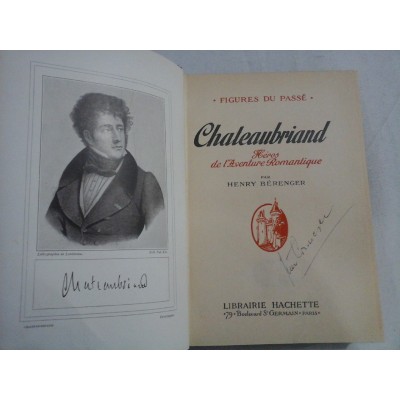 Chateaubriand
• FIGURES DU PASSÉ •
Chateaubriand
Héros
de l'Aventure Romantique
PAR
HENRY BÉRENGER
LIBRAIRIE HACHETTE
79, Boulevard St GERMAIN, PARIS